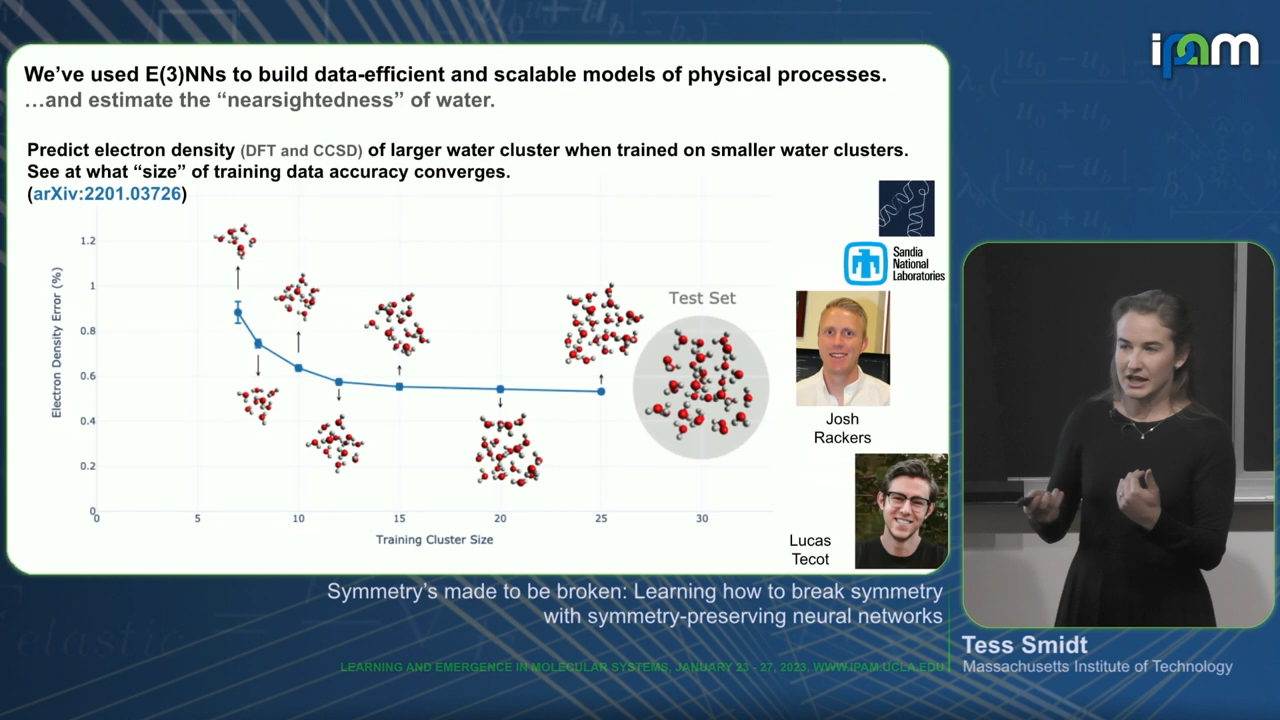 ipam
We've used E(3)NNs to build data-efficient and scalable models of physical processes.
…and estimate the “nearsightedness” of water.
Predict electron density (DFT and CCSD) of larger water cluster when trained on smaller water clusters.
See at what “size” of training data accuracy converges.
(arXiv:2201.03726)
Sandia
National
Laboratories
Test Set
Electron Density Error (%)
1.2
1
0.8
0.6
0.4
0.2
0
0 5 10 15 20 25 30
Training Cluster Size
Josh
Rackers
Lucas
Tecot
Symmetry's made to be broken: Learning how to break symmetry
with symmetry-preserving neural networks
Tess Smidt
Massachusetts Institute of Technology
LEARNING AND EMERGENCE IN MOLECULAR SYSTEMS, JANUARY 23 - 27, 2023, WWW.IPAM.UCLA.EDU
elastic